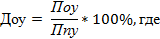 Доу = Поу/Ппу * 100%, где